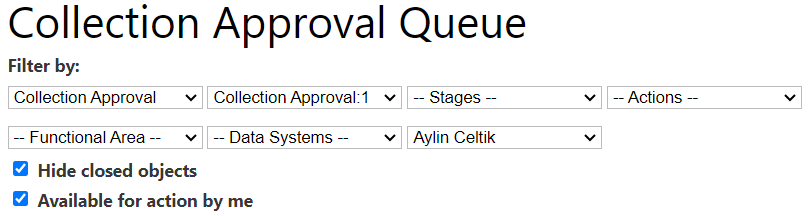 Collection Approval Queue
Filter by:
Collection Approval Collection Approval:1 -- Stages -- -- Actions --
-- Functional Area -- -- Data Systems -- Aylin Celtik
Hide closed objects
Available for action by me